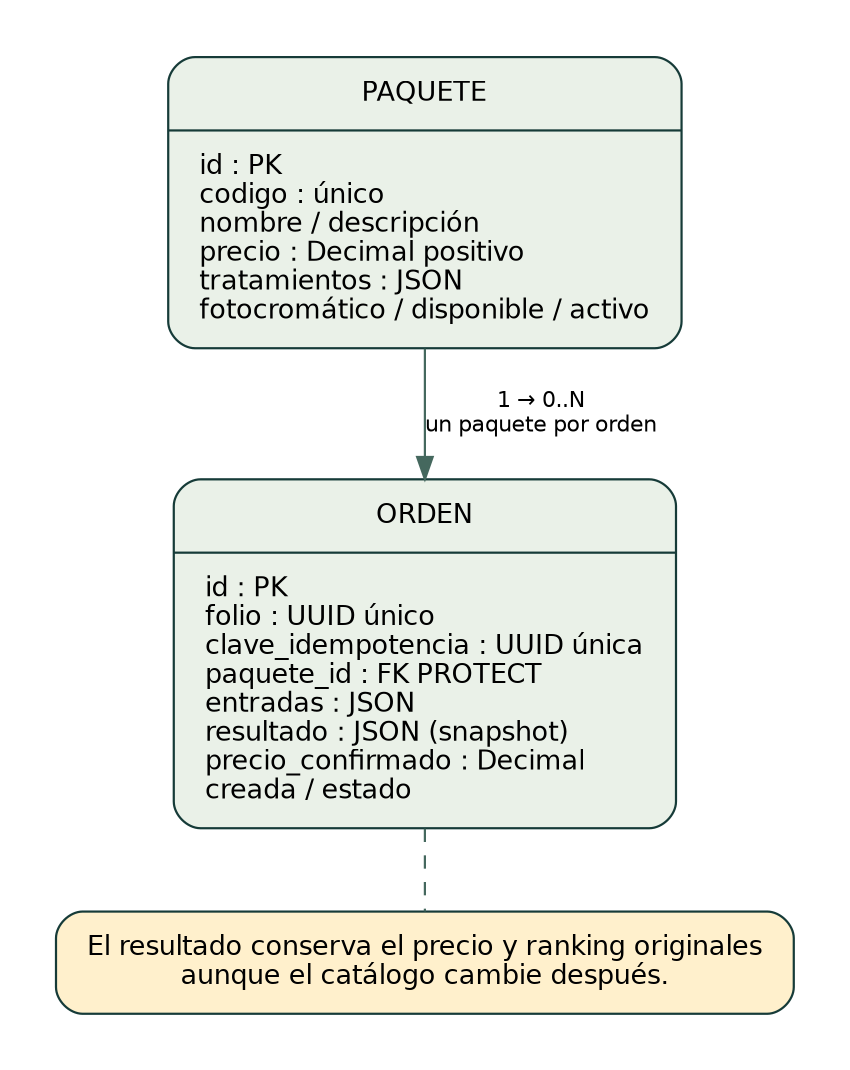 PAQUETE
id : PK
codigo : único
nombre / descripción
precio : Decimal positivo
tratamientos : JSON
fotocromático / disponible / activo
1 → 0..N
un paquete por orden
ORDEN
id : PK
folio : UUID único
clave_idempotencia : UUID única
paquete_id : FK PROTECT
entradas : JSON
resultado : JSON (snapshot)
precio_confirmado : Decimal
creada / estado
El resultado conserva el precio y ranking originales
aunque el catálogo cambie después.